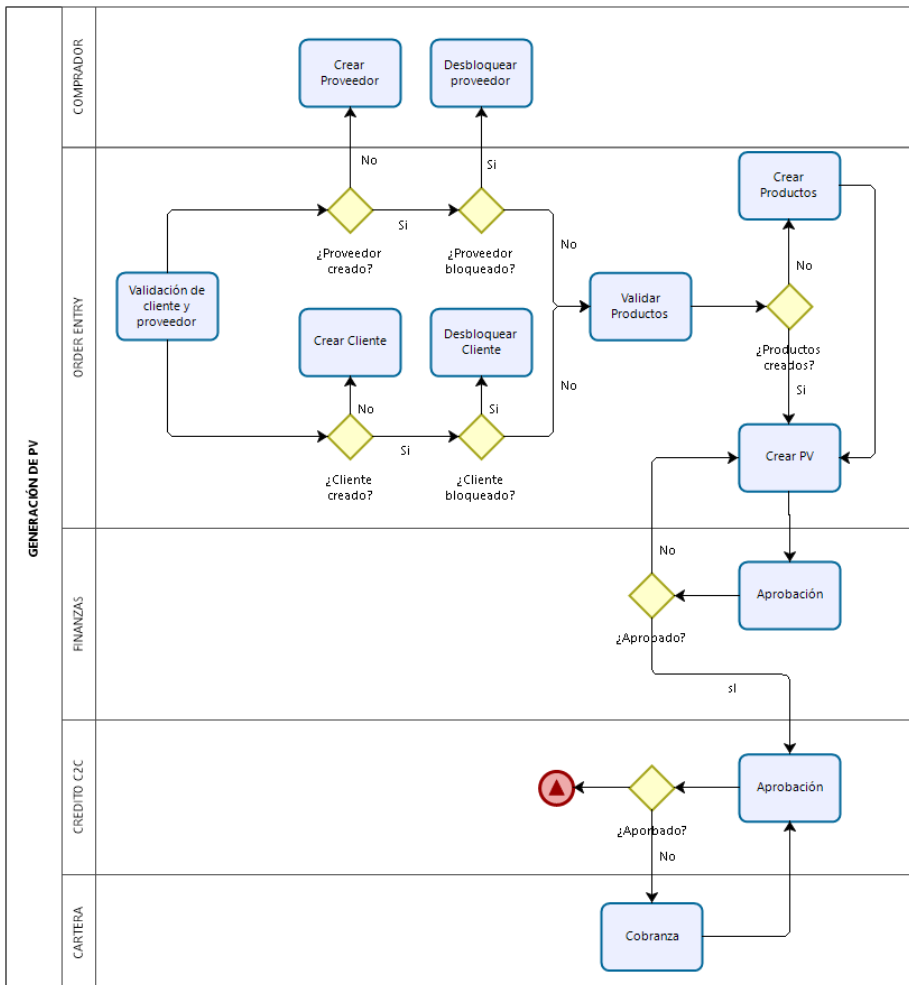 GENERACIÓN DE PV
COMPRADOR
Crear
Proveedor
Desbloquear
proveedor
ORDER ENTRY
No
Si
Crear
Productos
Si
¿Proveedor
creado?
¿Proveedor
bloqueado?
No
No
Validación de
cliente y
proveedor
Validar
Productos
Crear Cliente
Desbloquear
Cliente
¿Productos
creados?
No
Si
No
Si
Si
¿Cliente
creado?
¿Cliente
bloqueado?
Crear PV
FINANZAS
No
Aprobación
¿Aprobado?
sI
CREDITO C2C
Aprobación
¿Aporbado?
No
CARTERA
Cobranza